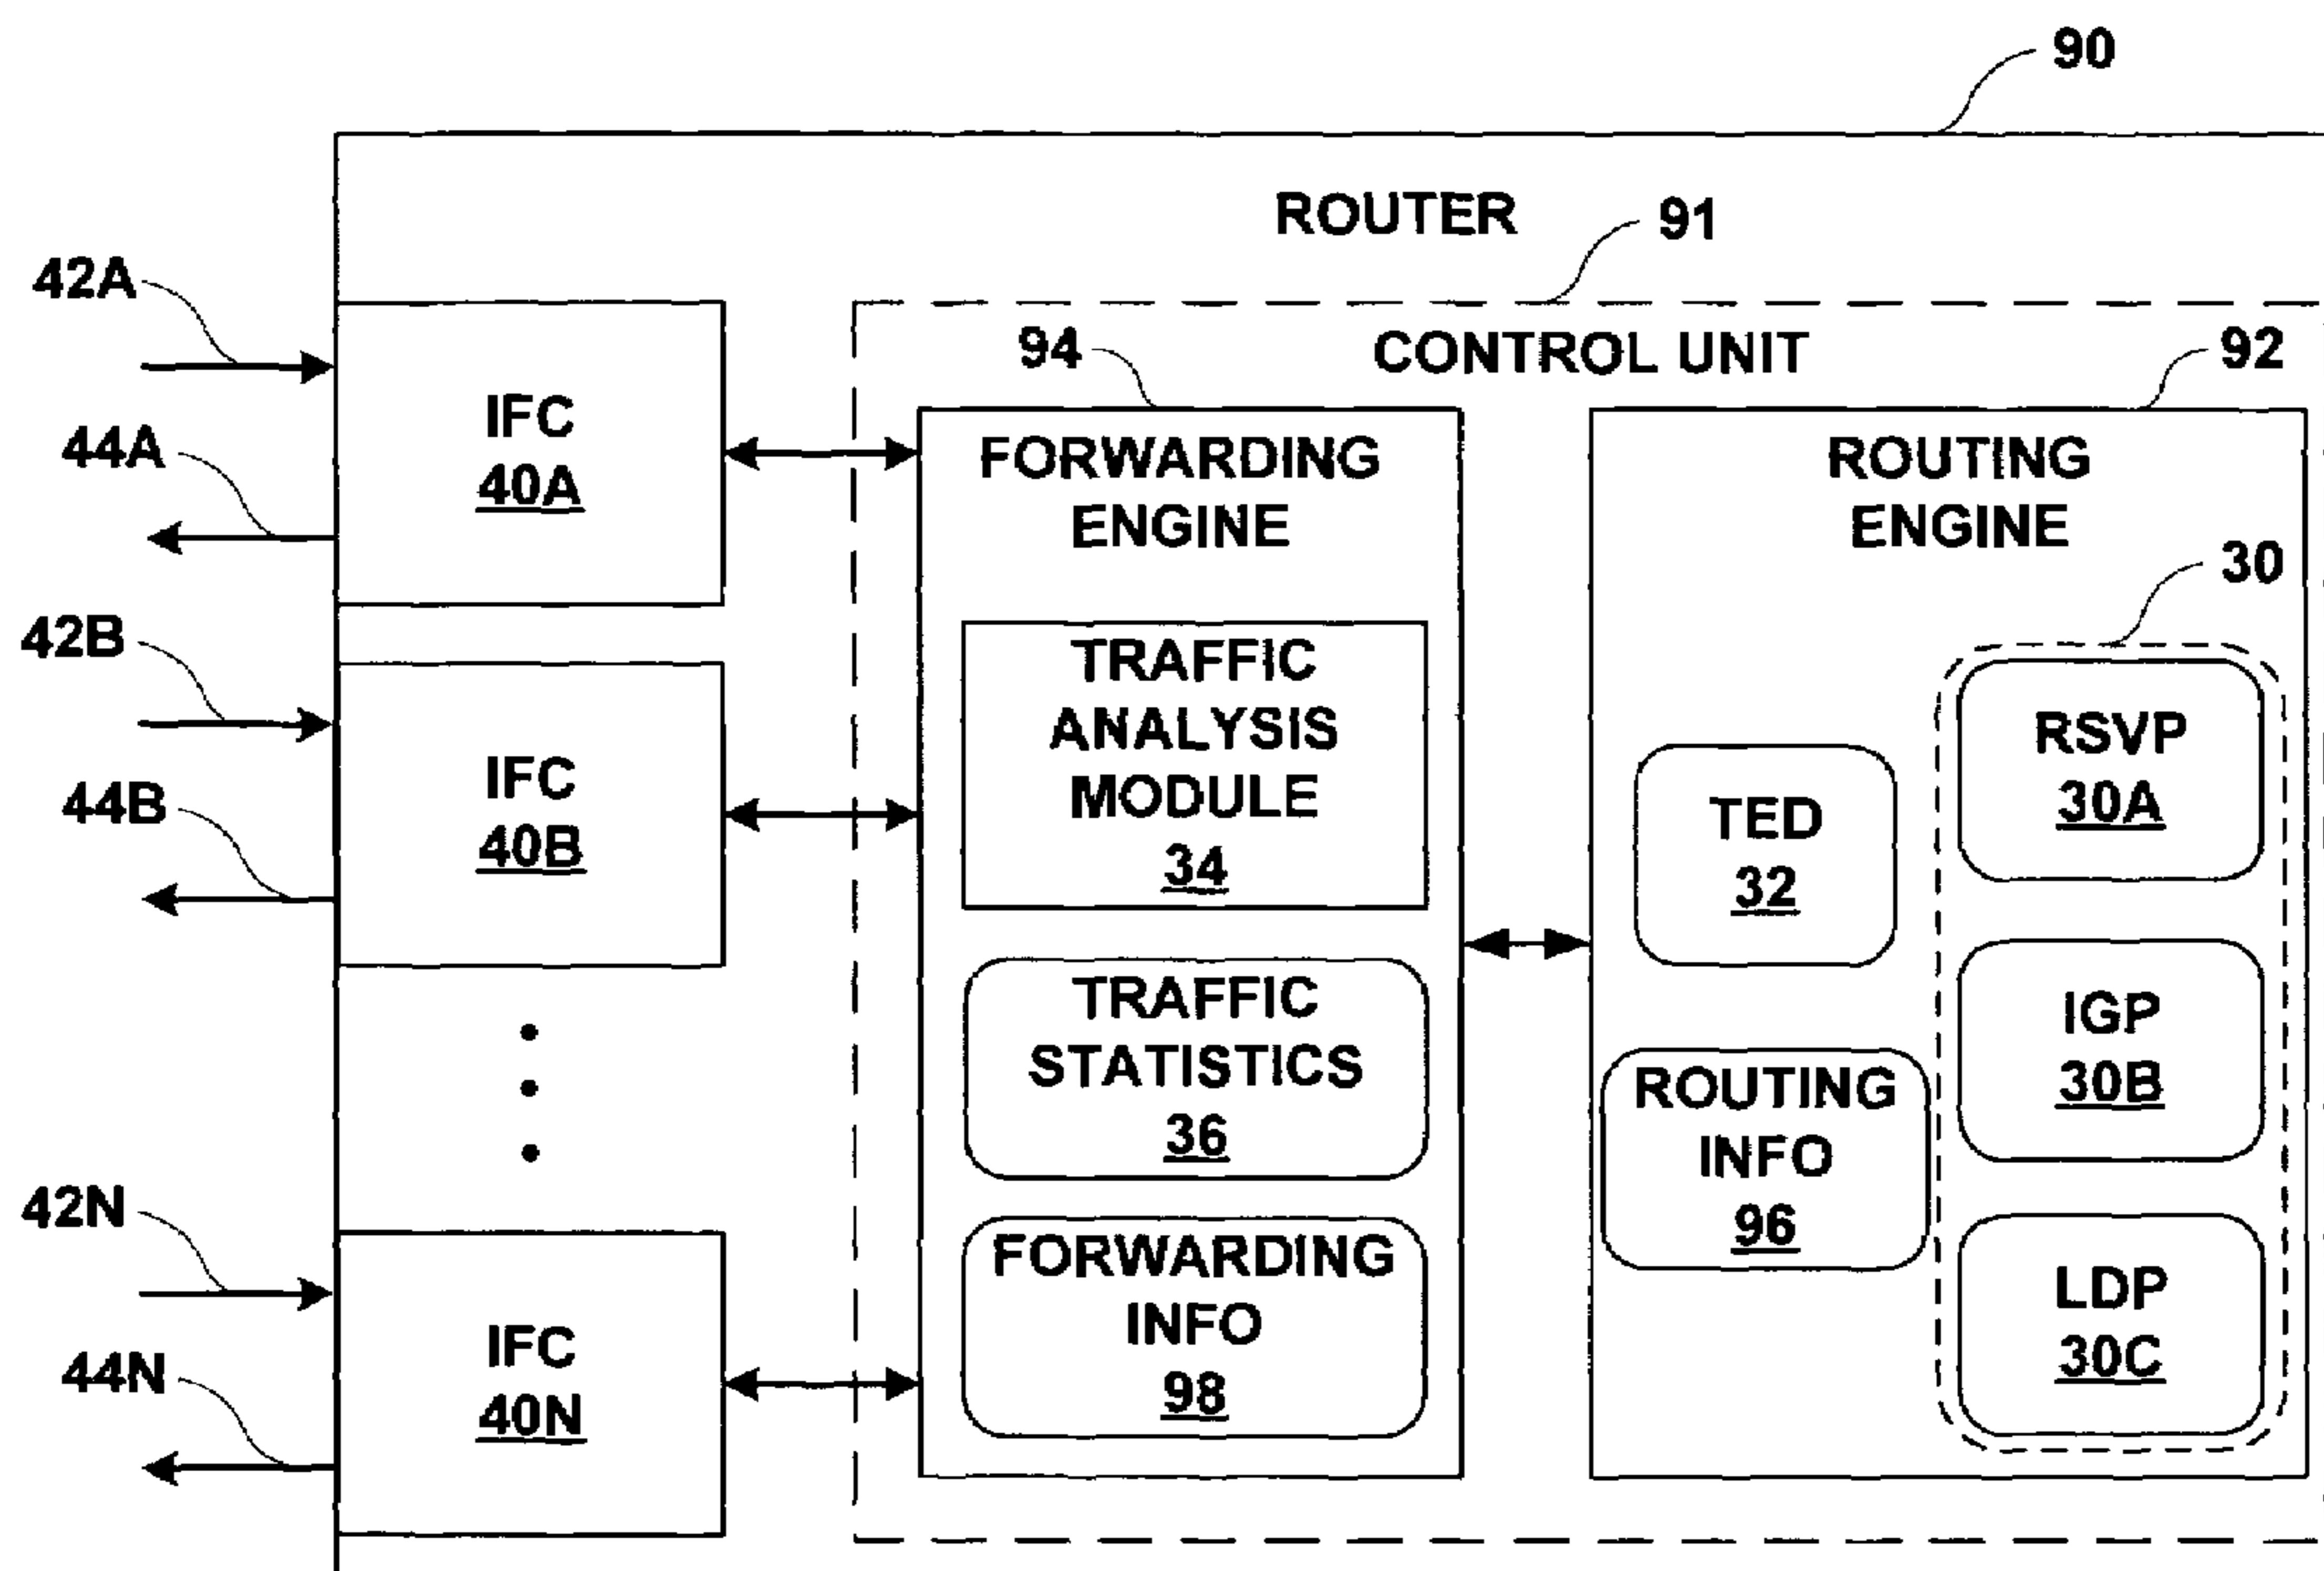 90
ROUTER
91
42A
44A
IFC
40A
42B
44B
IFC
40B
42N
44N
IFC
40N
CONTROL UNIT
94
FORWARDING
ENGINE
TRAFFIC
ANALYSIS
MODULE
34
TRAFFIC
STATISTICS
36
FORWARDING
INFO
98
92
ROUTING
ENGINE
30
TED
32
ROUTING
INFO
96
RSVP
30A
IGP
30B
LDP
30C